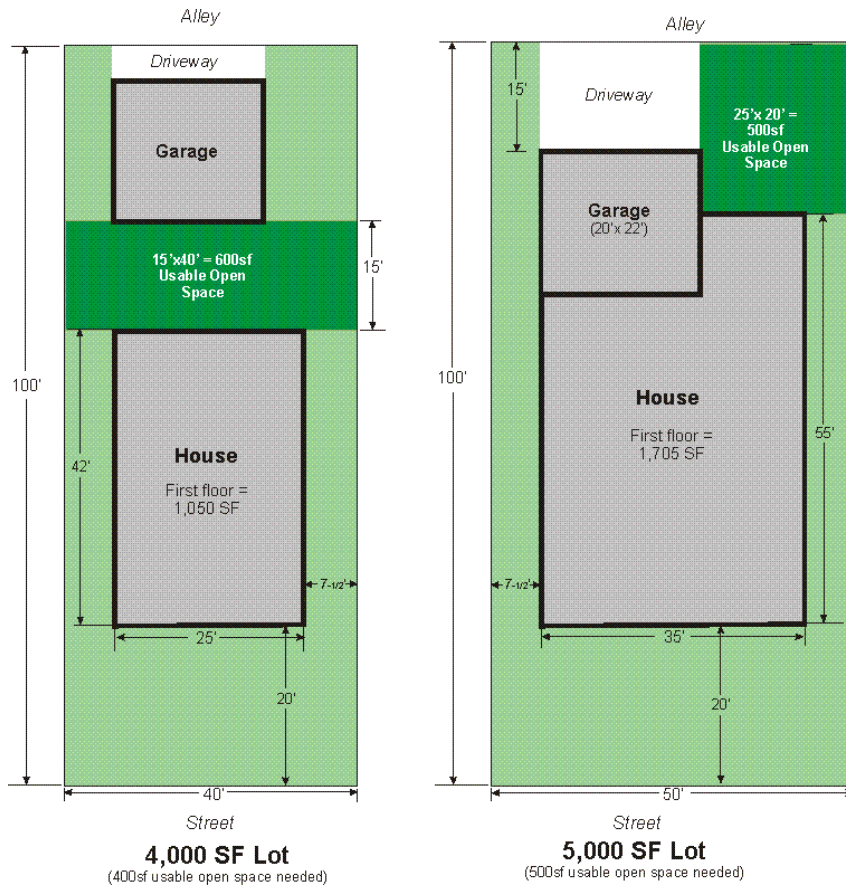 Alley
Driveway
Garage
15'x40' = 600sf
Usable Open
Space
15'
100'
42'
House
First floor =
1,050 SF
7-1/2'
25'
20'
40'
Street
4,000 SF Lot
(400sf usable open space needed)
Alley
15'
Driveway
25'x 20' =
500sf
Usable Open
Space
Garage
(20'x 22')
100'
House
First floor =
1,705 SF
55'
7-1/2'
35'
20'
50'
Street
5,000 SF Lot
(500sf usable open space needed)